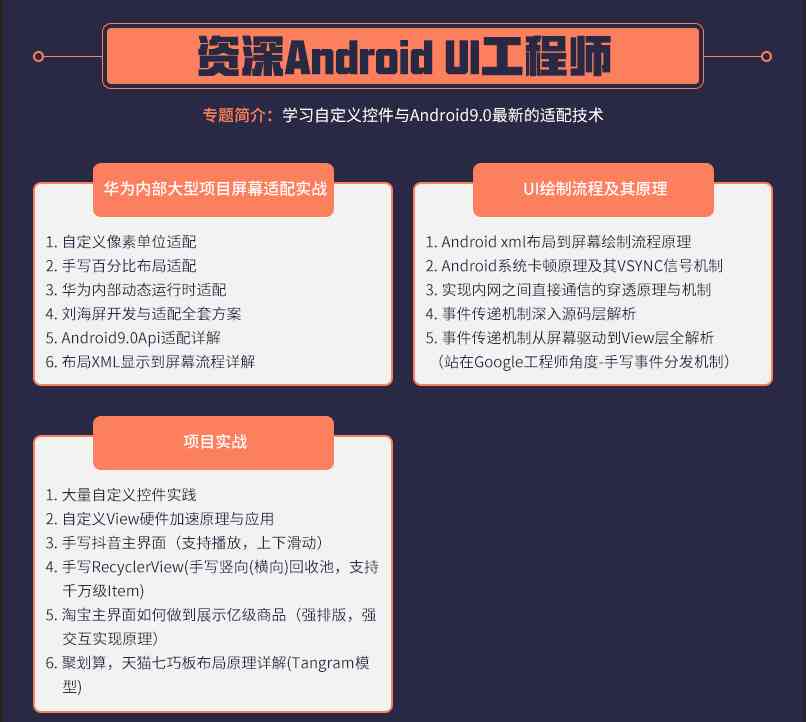 资深Android UI工程师
专题简介：学习自定义控件与Android9.0最新的适配技术
华为内部大型项目屏幕适配实战
1. 自定义像素单位适配
2. 手写百分比布局适配
3. 华为内部动态运行时适配
4. 刘海屏开发与适配全套方案
5. Android9.0Api适配详解
6. 布局XML显示到屏幕流程详解
UI绘制流程及其原理
1. Android xml布局到屏幕绘制流程原理
2. Android系统卡顿原理及其VSYNC信号机制
3. 实现内网之间直接通信的穿透原理与机制
4. 事件传递机制深入源码层解析
5. 事件传递机制从屏幕驱动到View层全解析
（站在Google工程师角度-手写事件分发机制）
项目实战
1. 大量自定义控件实践
2. 自定义View硬件加速原理与应用
3. 手写抖音主界面（支持播放，上下滑动）
4. 手写RecyclerView(手写竖向(横向)回收池，支持
千万级Item)
5. 淘宝主界面如何做到展示亿级商品（强排版，强
交互实现原理）
6. 聚划算，天猫七巧板布局原理详解(Tangram模
型)